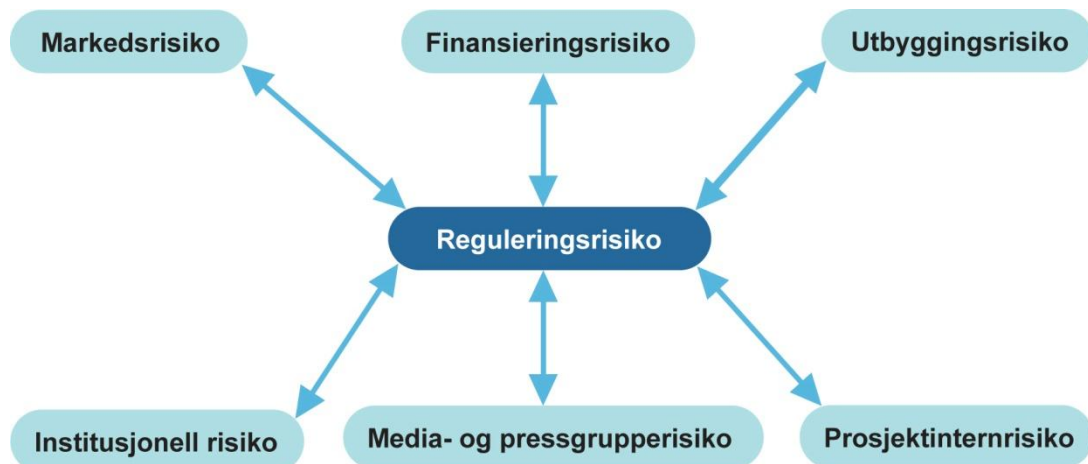 Markedsrisiko
Finansieringsrisiko
Utbyggingsrisiko
Reguleringsrisiko
Institusjonell risiko
Media- og pressgrupperisiko
Prosjektinternrisiko